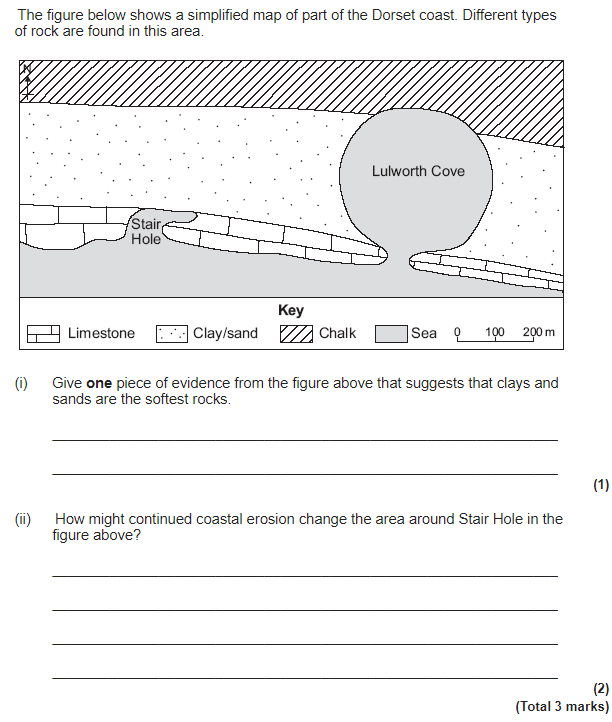 The figure below shows a simplified map of part of the Dorset coast. Different types
of rock are found in this area.
N
Lulworth Cove
Stair
Hole
Key
Limestone Clay/sand Chalk Sea 0 100 200 m
(i) Give one piece of evidence from the figure above that suggests that clays and
sands are the softest rocks.
(1)
(ii) How might continued coastal erosion change the area around Stair Hole in the
figure above?
(2)
(Total 3 marks)